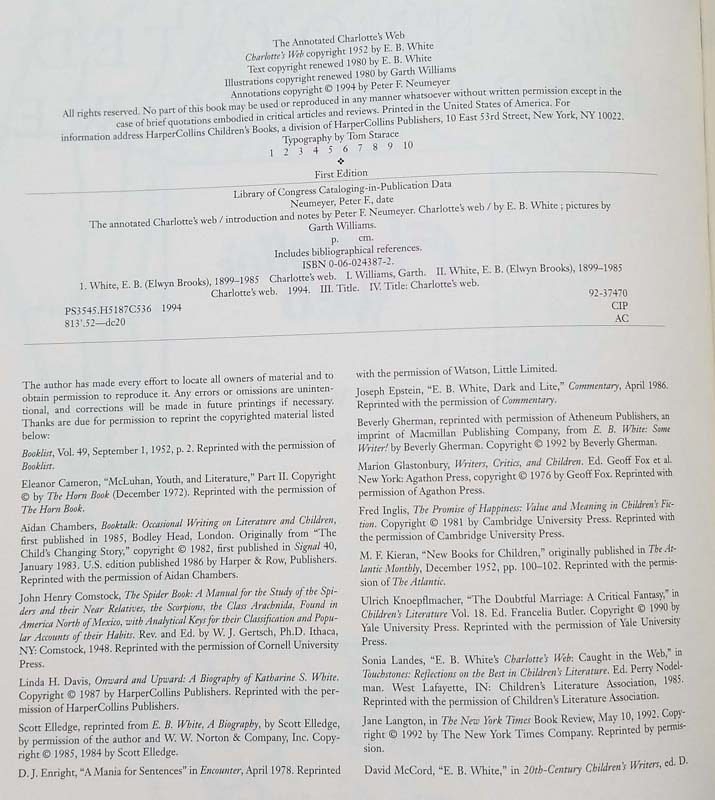 The Annotated Charlotte's Web
Charlotte's Web copyright 1952 by E. B. White
Text copyright renewed 1980 by E. B. White
Illustrations copyright renewed 1980 by Garth Williams
Annotations copyright © 1994 by Peter F. Neumeyer
All rights reserved. No part of this book may be used or reproduced in any manner whatsoever without written permission except in the
case of brief quotations embodied in critical articles and reviews. Printed in the United States of America. For
information address HarperCollins Children's Books, a division of HarperCollins Publishers, 10 East 53rd Street, New York, NY 10022.
Typography by Tom Starace
1 2 3 4 5 6 7 8 9 10
❖
First Edition
Library of Congress Cataloging-in-Publication Data
Neumeyer, Peter F., date
The annotated Charlotte's web / introduction and notes by Peter F. Neumeyer. Charlotte's web / by E. B. White ; pictures by
Garth Williams.
p. cm.
Includes bibliographical references.
ISBN 0-06-024387-2.
1. White, E. B. (Elwyn Brooks), 1899–1985 Charlotte's web. I. Williams, Garth. II. White, E. B. (Elwyn Brooks), 1899–1985
Charlotte's web. 1994. III. Title. IV. Title: Charlotte's web.
PS3545.H5187C536 1994 92-37470
813'.52—dc20 CIP
AC
The author has made every effort to locate all owners of material and to
obtain permission to reproduce it. Any errors or omissions are uninten-
tional, and corrections will be made in future printings if necessary.
Thanks are due for permission to reprint the copyrighted material listed
below:
Booklist, Vol. 49, September 1, 1952, p. 2. Reprinted with the permission of
Booklist.
Eleanor Cameron, "McLuhan, Youth, and Literature," Part II. Copyright
© by The Horn Book (December 1972). Reprinted with the permission of
The Horn Book.
Aidan Chambers, Booktalk: Occasional Writing on Literature and Children,
first published in 1985, Bodley Head, London. Originally from "The
Child's Changing Story," copyright © 1982, first published in Signal 40,
January 1983. U.S. edition published 1986 by Harper & Row, Publishers.
Reprinted with the permission of Aidan Chambers.
John Henry Comstock, The Spider Book: A Manual for the Study of the Spi-
ders and their Near Relatives, the Scorpions, the Class Arachnida, Found in
America North of Mexico, with Analytical Keys for their Classification and Popu-
lar Accounts of their Habits. Rev. and Ed. by W. J. Gertsch, Ph.D. Ithaca,
NY: Comstock, 1948. Reprinted with the permission of Cornell University
Press.
Linda H. Davis, Onward and Upward: A Biography of Katharine S. White.
Copyright © 1987 by HarperCollins Publishers. Reprinted with the per-
mission of HarperCollins Publishers.
Scott Elledge, reprinted from E. B. White, A Biography, by Scott Elledge,
by permission of the author and W. W. Norton & Company, Inc. Copy-
right © 1985, 1984 by Scott Elledge.
D. J. Enright, "A Mania for Sentences" in Encounter, April 1978. Reprinted
with the permission of Watson, Little Limited.
Joseph Epstein, "E. B. White, Dark and Lite," Commentary, April 1986.
Reprinted with the permission of Commentary.
Beverly Gherman, reprinted with permission of Atheneum Publishers, an
imprint of Macmillan Publishing Company, from E. B. White: Some
Writer! by Beverly Gherman. Copyright © 1992 by Beverly Gherman.
Marion Glastonbury, Writers, Critics, and Children. Ed. Geoff Fox et al.
New York: Agathon Press, copyright © 1976 by Geoff Fox. Reprinted with
permission of Agathon Press.
Fred Inglis, The Promise of Happiness: Value and Meaning in Children's Fic-
tion. Copyright © 1981 by Cambridge University Press. Reprinted with
the permission of Cambridge University Press.
M. F. Kieran, "New Books for Children," originally published in The At-
lantic Monthly, December 1952, pp. 100–102. Reprinted with the permis-
sion of The Atlantic.
Ulrich Knoepflmacher, "The Doubtful Marriage: A Critical Fantasy," in
Children's Literature Vol. 18. Ed. Francelia Butler. Copyright © 1990 by
Yale University Press. Reprinted with the permission of Yale University
Press.
Sonia Landes, "E. B. White's Charlotte's Web: Caught in the Web," in
Touchstones: Reflections on the Best in Children's Literature. Ed. Perry Nodel-
man. West Lafayette, IN: Children's Literature Association, 1985.
Reprinted with the permission of Children's Literature Association.
Jane Langton, in The New York Times Book Review, May 10, 1992. Copy-
right © 1992 by The New York Times Company. Reprinted by permis-
sion.
David McCord, "E. B. White," in 20th-Century Children's Writers, ed. D.